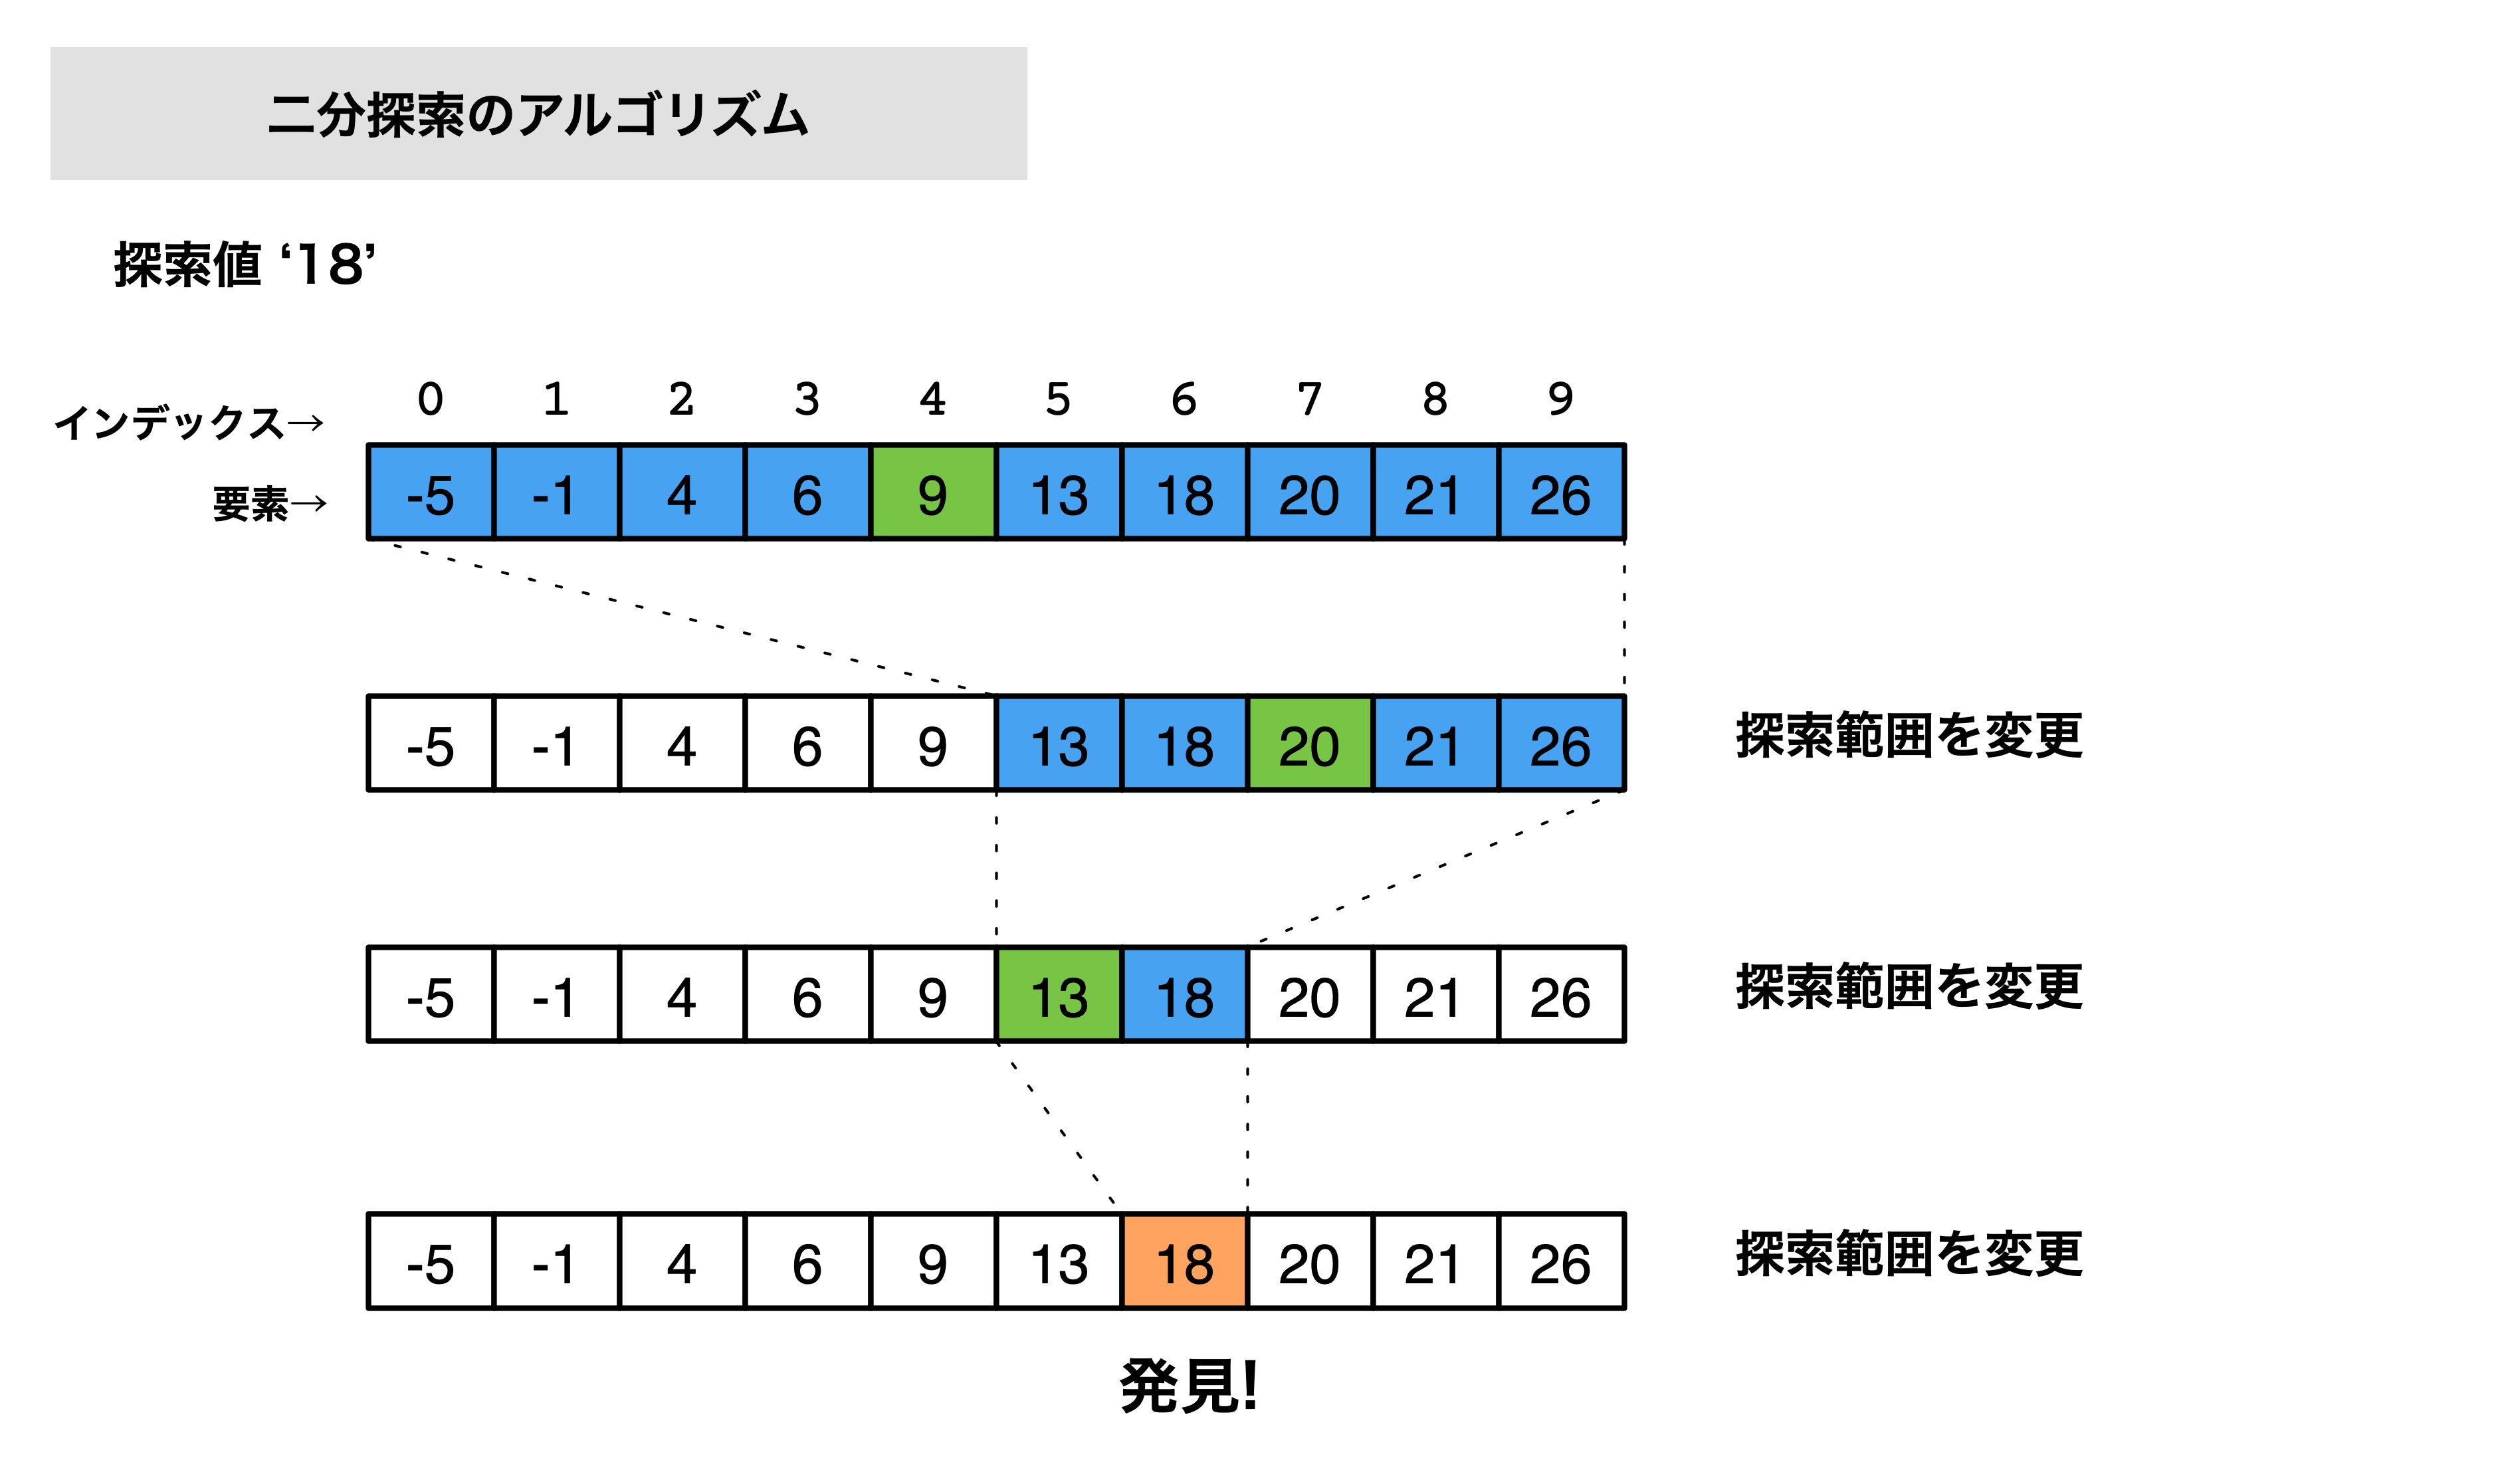 二分探索のアルゴリズム
探索値 ‘18’
インデックス→ 0 1 2 3 4 5 6 7 8 9
要素→ -5 -1 4 6 9 13 18 20 21 26
-5 -1 4 6 9 13 18 20 21 26 探索範囲を変更
-5 -1 4 6 9 13 18 20 21 26 探索範囲を変更
-5 -1 4 6 9 13 18 20 21 26 探索範囲を変更
発見!